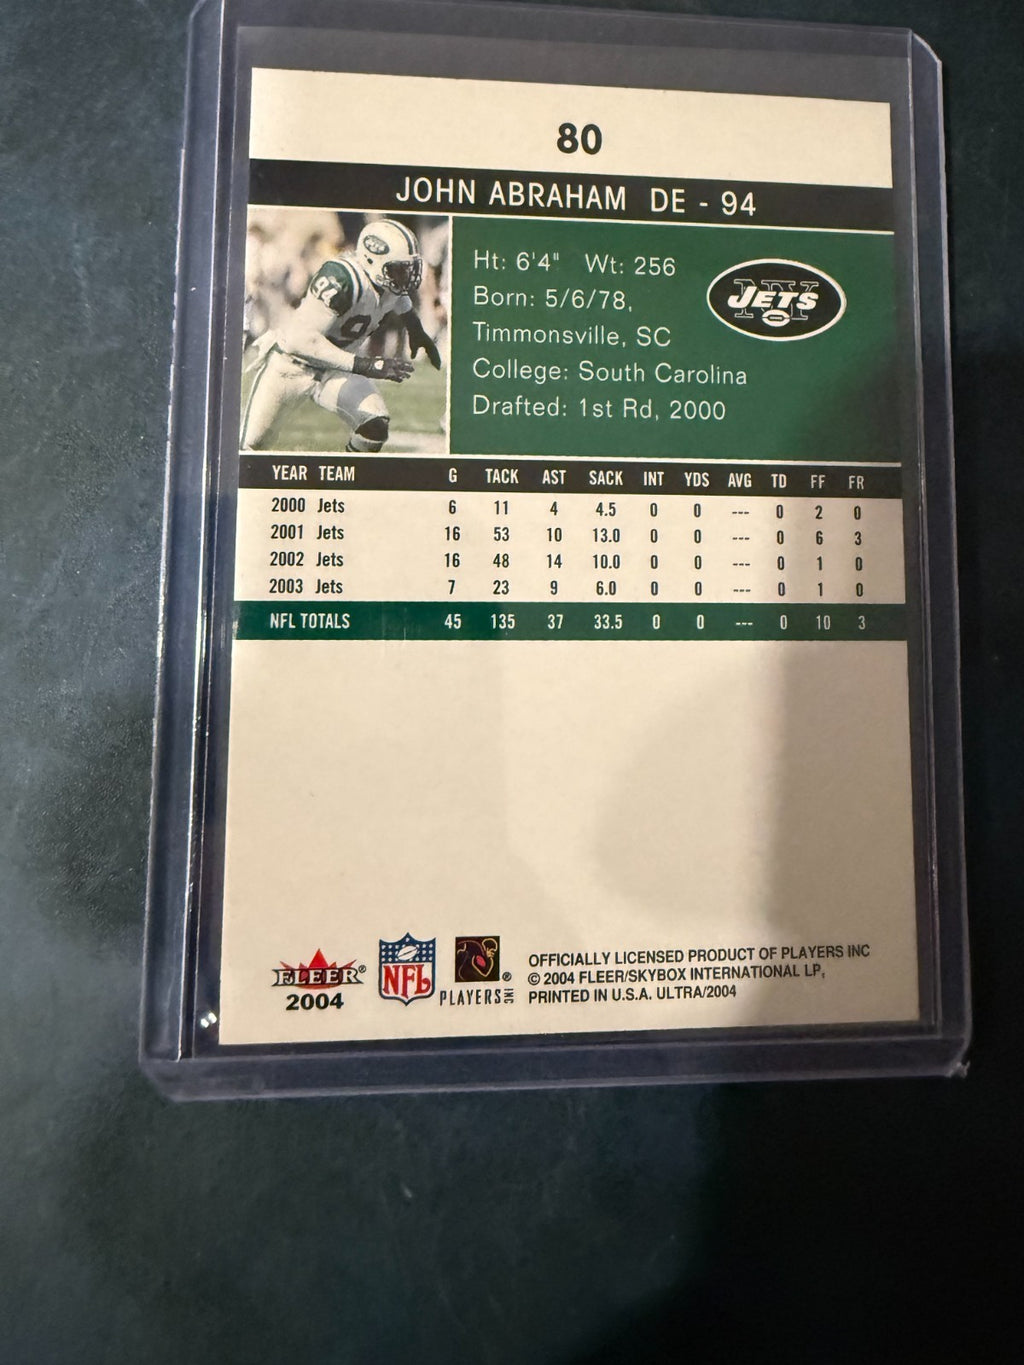 80
JOHN ABRAHAM DE - 94
Ht: 6'4" Wt: 256
Born: 5/6/78,
Timmonsville, SC
College: South Carolina
Drafted: 1st Rd, 2000
NY JETS
YEAR TEAM G TACK AST SACK INT YDS AVG TD FF FR
2000 Jets 6 11 4 4.5 0 0 --- 0 2 0
2001 Jets 16 53 10 13.0 0 0 --- 0 6 3
2002 Jets 16 48 14 10.0 0 0 --- 0 1 0
2003 Jets 7 23 9 6.0 0 0 --- 0 1 0
NFL TOTALS 45 135 37 33.5 0 0 --- 0 10 3
FLEER®
2004
NFL
PLAYERS INC ®
OFFICIALLY LICENSED PRODUCT OF PLAYERS INC
© 2004 FLEER/SKYBOX INTERNATIONAL LP,
PRINTED IN U.S.A. ULTRA/2004